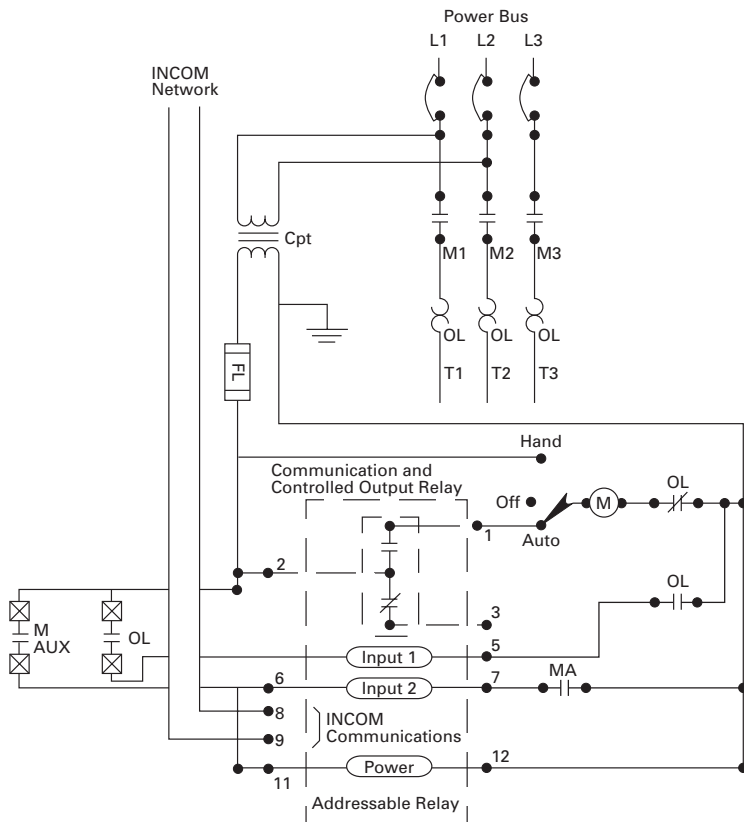 Power Bus
L1 L2 L3
INCOM
Network
Cpt
M1 M2 M3
OL OL OL
FL
T1 T2 T3
Hand
Communication and
Controlled Output Relay
Off
M
OL
1
Auto
2
OL
M
AUX
OL
3
5
Input 1
6
Input 2
7
MA
8
INCOM
Communications
9
Power
12
11
Addressable Relay